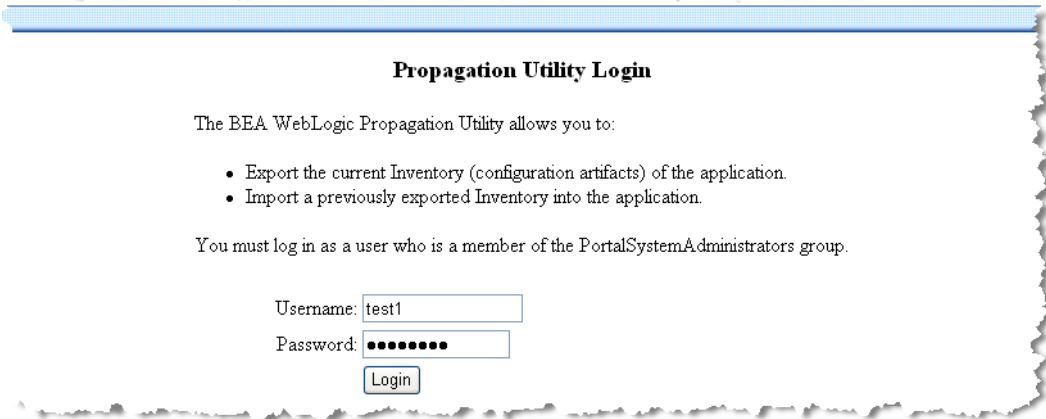 Propagation Utility Login
The BEA WebLogic Propagation Utility allows you to:
• Export the current Inventory (configuration artifacts) of the application.
• Import a previously exported Inventory into the application.
You must log in as a user who is a member of the PortalSystemAdministrators group.
Username: test1
Password: ●●●●●●●●
Login